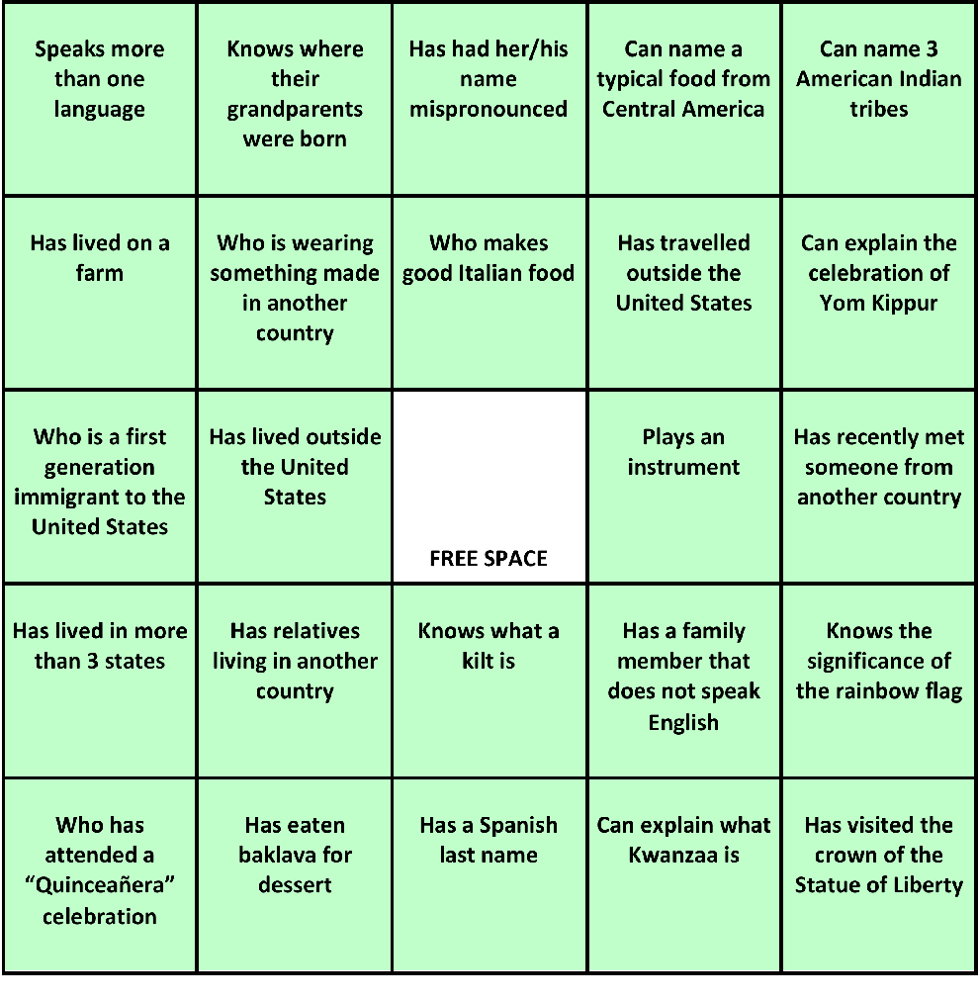 Speaks more
than one
language
Knows where
their
grandparents
were born
Has had her/his
name
mispronounced
Can name a
typical food from
Central America
Can name 3
American Indian
tribes
Has lived on a
farm
Who is wearing
something made
in another
country
Who makes
good Italian food
Has travelled
outside the
United States
Can explain the
celebration of
Yom Kippur
Who is a first
generation
immigrant to the
United States
Has lived outside
the United
States
FREE SPACE
Plays an
instrument
Has recently met
someone from
another country
Has lived in more
than 3 states
Has relatives
living in another
country
Knows what a
kilt is
Has a family
member that
does not speak
English
Knows the
significance of
the rainbow flag
Who has
attended a
“Quinceañera”
celebration
Has eaten
baklava for
dessert
Has a Spanish
last name
Can explain what
Kwanzaa is
Has visited the
crown of the
Statue of Liberty